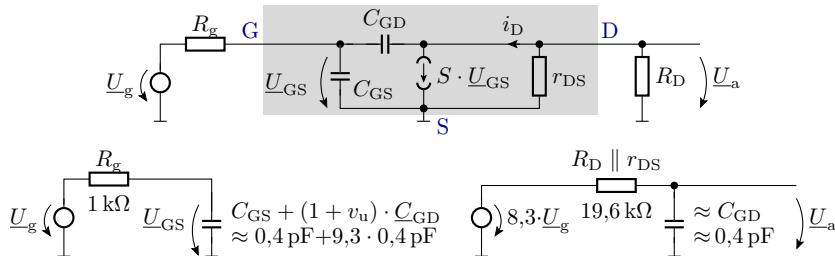 R_g G C_GD i_D D
U_g U_GS C_GS S · U_GS r_DS R_D U_a
S
R_g R_D ∥ r_DS
1 kΩ 19,6 kΩ
U_g U_GS C_GS + (1 + v_u) · C_GD 8,3·U_g ≈ C_GD U_a
≈ 0,4 pF+9,3 · 0,4 pF ≈ 0,4 pF